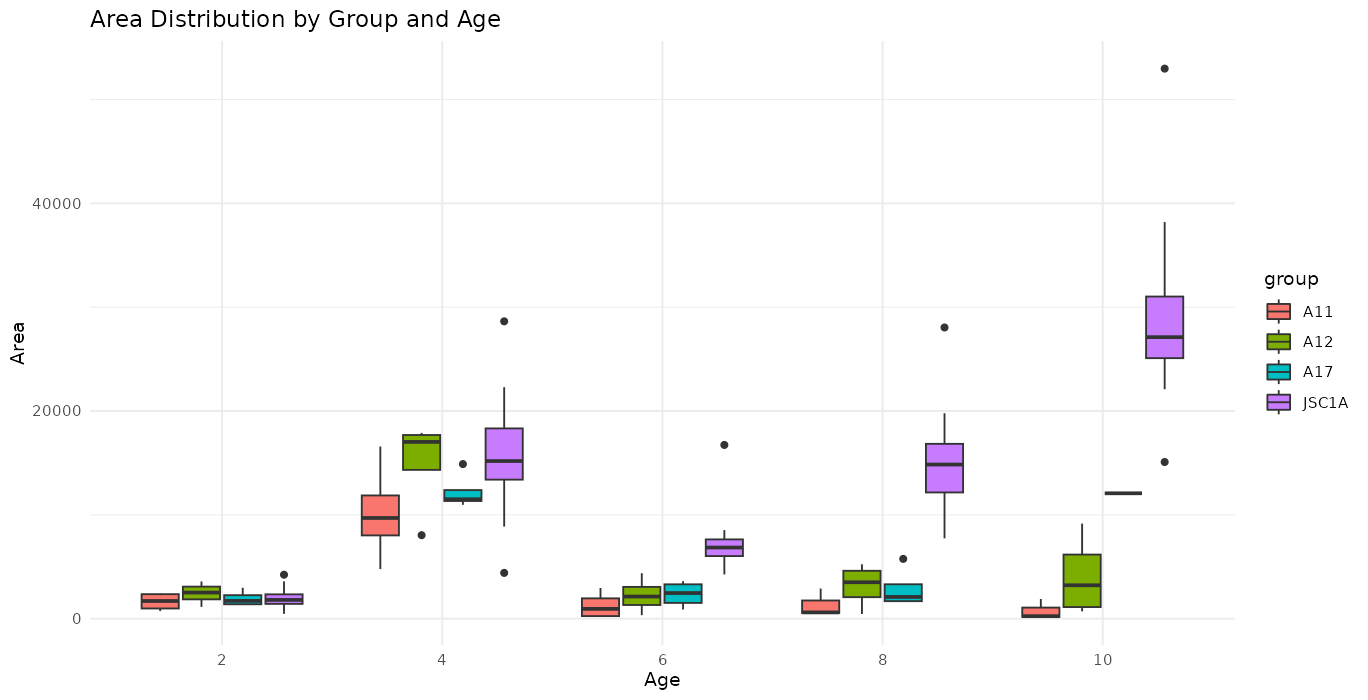 Area Distribution by Group and Age
Area
40000
20000
0
2 4 6 8 10
Age
group
A11
A12
A17
JSC1A